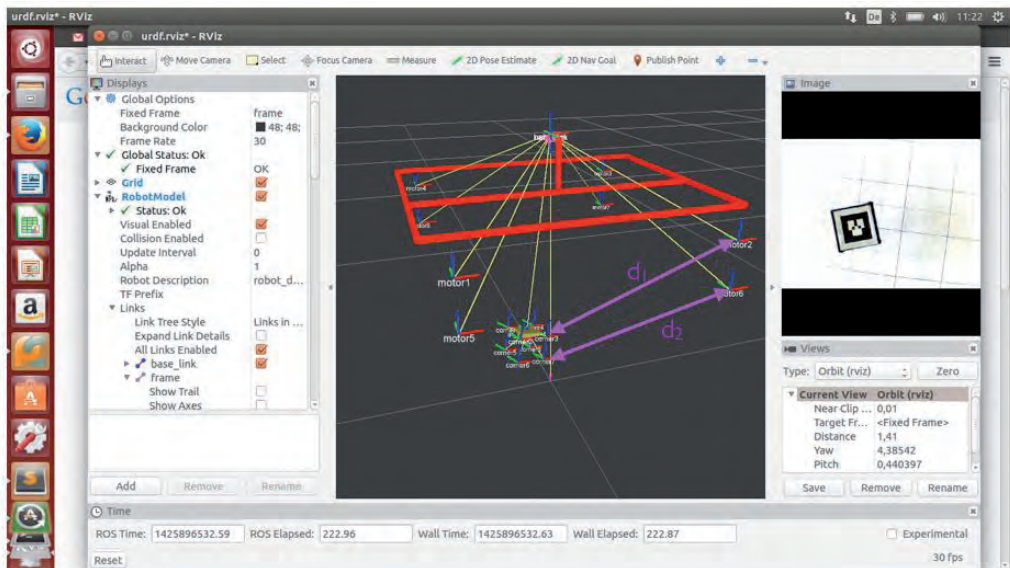 urdf.rviz* - RViz
De
11:22
urdf.rviz* - RViz
Interact Move Camera Select Focus Camera Measure 2D Pose Estimate 2D Nav Goal Publish Point
Displays
Global Options
Fixed Frame frame
Background Color 48; 48;
Frame Rate 30
Global Status: Ok
Fixed Frame OK
Grid
RobotModel
Status: Ok
Visual Enabled
Collision Enabled
Update Interval 0
Alpha 1
Robot Description robot_d...
TF Prefix
Links
Link Tree Style Links in ...
Expand Link Details
All Links Enabled
base_link
frame
Show Trail
Show Axes
Add Remove Rename
motor4
motor2
motor1
motor6
motor5
d₁
d₂
corner3
corner5
corner6
Image
Views
Type: Orbit (rviz) Zero
Current View Orbit (rviz)
Near Clip ... 0,01
Target Fr... <Fixed Frame>
Distance 1,41
Yaw 4,38542
Pitch 0,440397
Save Remove Rename
Time
ROS Time: 1425896532.59 ROS Elapsed: 222.96 Wall Time: 1425896532.63 Wall Elapsed: 222.87 Experimental
Reset 30 fps